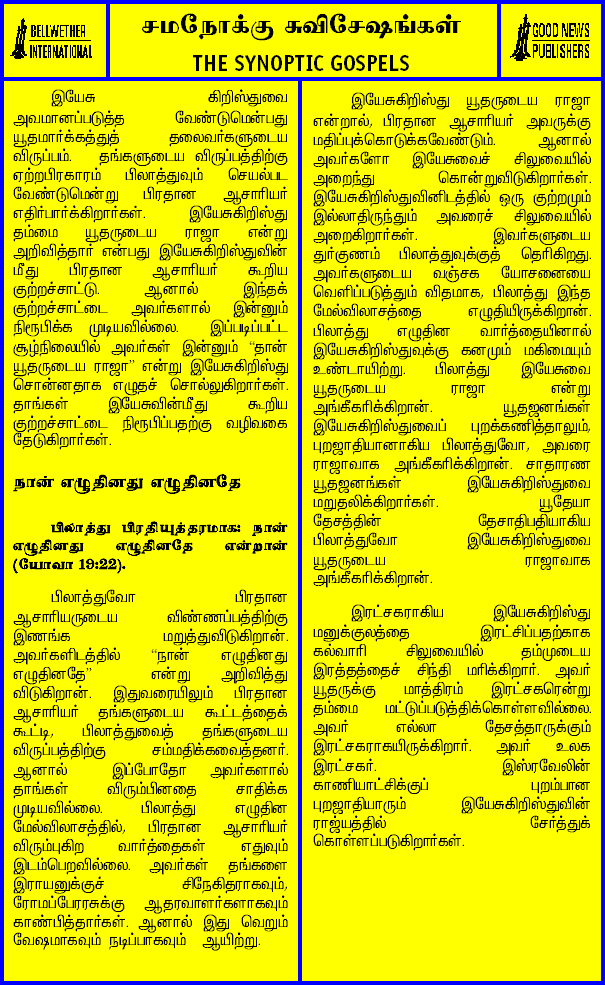 BELLWETHER
INTERNATIONAL
சமநோக்கு சுவிசேஷங்கள்
THE SYNOPTIC GOSPELS
GOOD NEWS
PUBLISHERS
இயேசு கிறிஸ்துவை
அவமானப்படுத்த வேண்டுமென்பது
யூதமார்க்கத்துத் தலைவர்களுடைய
விருப்பம். தங்களுடைய விருப்பத்திற்கு
ஏற்றபிரகாரம் பிலாத்துவும் செயல்பட
வேண்டுமென்று பிரதான ஆசாரியர்
எதிர்பார்க்கிறார்கள். இயேசுகிறிஸ்து
தம்மை யூதருடைய ராஜா என்று
அறிவித்தார் என்பது இயேசுகிறிஸ்துவின்
மீது பிரதான ஆசாரியர் கூறிய
குற்றச்சாட்டு. ஆனால் இந்தக்
குற்றச்சாட்டை அவர்களால் இன்னும்
நிரூபிக்க முடியவில்லை. இப்படிப்பட்ட
சூழ்நிலையில் அவர்கள் இன்னும் “தான்
யூதருடைய ராஜா” என்று இயேசுகிறிஸ்து
சொன்னதாக எழுதச் சொல்லுகிறார்கள்.
தாங்கள் இயேசுவின்மீது கூறிய
குற்றச்சாட்டை நிரூபிப்பதற்கு வழிவகை
தேடுகிறார்கள்.
நான் எழுதினது எழுதினதே
பிலாத்து பிரதியுத்தரமாக: நான்
எழுதினது எழுதினதே என்றான்
(யோவா 19:22).
பிலாத்துவோ பிரதான
ஆசாரியருடைய விண்ணப்பத்திற்கு
இணங்க மறுத்துவிடுகிறான்.
அவர்களிடத்தில் “நான் எழுதினது
எழுதினதே” என்று அறிவித்து
விடுகிறான். இதுவரையிலும் பிரதான
ஆசாரியர் தங்களுடைய கூட்டத்தைக்
கூட்டி, பிலாத்துவைத் தங்களுடைய
விருப்பத்திற்கு சம்மதிக்கவைத்தனர்.
ஆனால் இப்போதோ அவர்களால்
தாங்கள் விரும்பினதை சாதிக்க
முடியவில்லை. பிலாத்து எழுதின
மேல்விலாசத்தில், பிரதான ஆசாரியர்
விரும்புகிற வார்த்தைகள் எதுவும்
இடம்பெறவில்லை. அவர்கள் தங்களை
இராயனுக்குச் சிநேகிதராகவும்,
ரோமப்பேரரசுக்கு ஆதரவாளர்களாகவும்
காண்பித்தார்கள். ஆனால் இது வெறும்
வேஷமாகவும் நடிப்பாகவும் ஆயிற்று.
இயேசுகிறிஸ்து யூதருடைய ராஜா
என்றால், பிரதான ஆசாரியர் அவருக்கு
மதிப்புக்கொடுக்கவேண்டும். ஆனால்
அவர்களோ இயேசுவைச் சிலுவையில்
அறைந்து கொன்றுவிடுகிறார்கள்.
இயேசுகிறிஸ்துவினிடத்தில் ஒரு குற்றமும்
இல்லாதிருந்தும் அவரைச் சிலுவையில்
அறைகிறார்கள். இவர்களுடைய
துர்குணம் பிலாத்துவுக்குத் தெரிகிறது.
அவர்களுடைய வஞ்சக யோசனையை
வெளிப்படுத்தும் விதமாக, பிலாத்து இந்த
மேல்விலாசத்தை எழுதியிருக்கிறான்.
பிலாத்து எழுதின வார்த்தையினால்
இயேசுகிறிஸ்துவுக்கு கனமும் மகிமையும்
உண்டாயிற்று. பிலாத்து இயேசுவை
யூதருடைய ராஜா என்று
அங்கீகரிக்கிறான். யூதஜனங்கள்
இயேசுகிறிஸ்துவைப் புறக்கணித்தாலும்,
புறஜாதியானாகிய பிலாத்துவோ, அவரை
ராஜாவாக அங்கீகரிக்கிறான். சாதாரண
யூதஜனங்கள் இயேசுகிறிஸ்துவை
மறுதலிக்கிறார்கள். யூதேயா
தேசத்தின் தேசாதிபதியாகிய
பிலாத்துவோ இயேசுகிறிஸ்துவை
யூதருடைய ராஜாவாக
அங்கீகரிக்கிறான்.
இரட்சகராகிய இயேசுகிறிஸ்து
மனுக்குலத்தை இரட்சிப்பதற்காக
கல்வாரி சிலுவையில் தம்முடைய
இரத்தத்தைச் சிந்தி மரிக்கிறார். அவர்
யூதருக்கு மாத்திரம் இரட்சகரென்று
தம்மை மட்டுப்படுத்திக்கொள்ளவில்லை.
அவர் எல்லா தேசத்தாருக்கும்
இரட்சகராகயிருக்கிறார். அவர் உலக
இரட்சகர். இஸ்ரவேலின்
காணியாட்சிக்குப் புறம்பான
புறஜாதியாரும் இயேசுகிறிஸ்துவின்
ராஜ்யத்தில் சேர்த்துக்
கொள்ளப்படுகிறார்கள்.